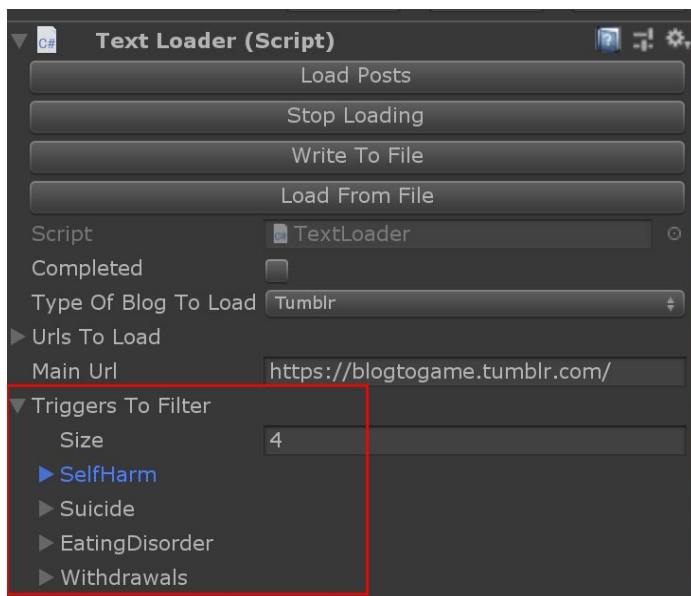 C# Text Loader (Script)
Load Posts
Stop Loading
Write To File
Load From File
Script TextLoader
Completed
Type Of Blog To Load Tumblr
Urls To Load
Main Url https://blogtogame.tumblr.com/
Triggers To Filter
Size 4
SelfHarm
Suicide
EatingDisorder
Withdrawals